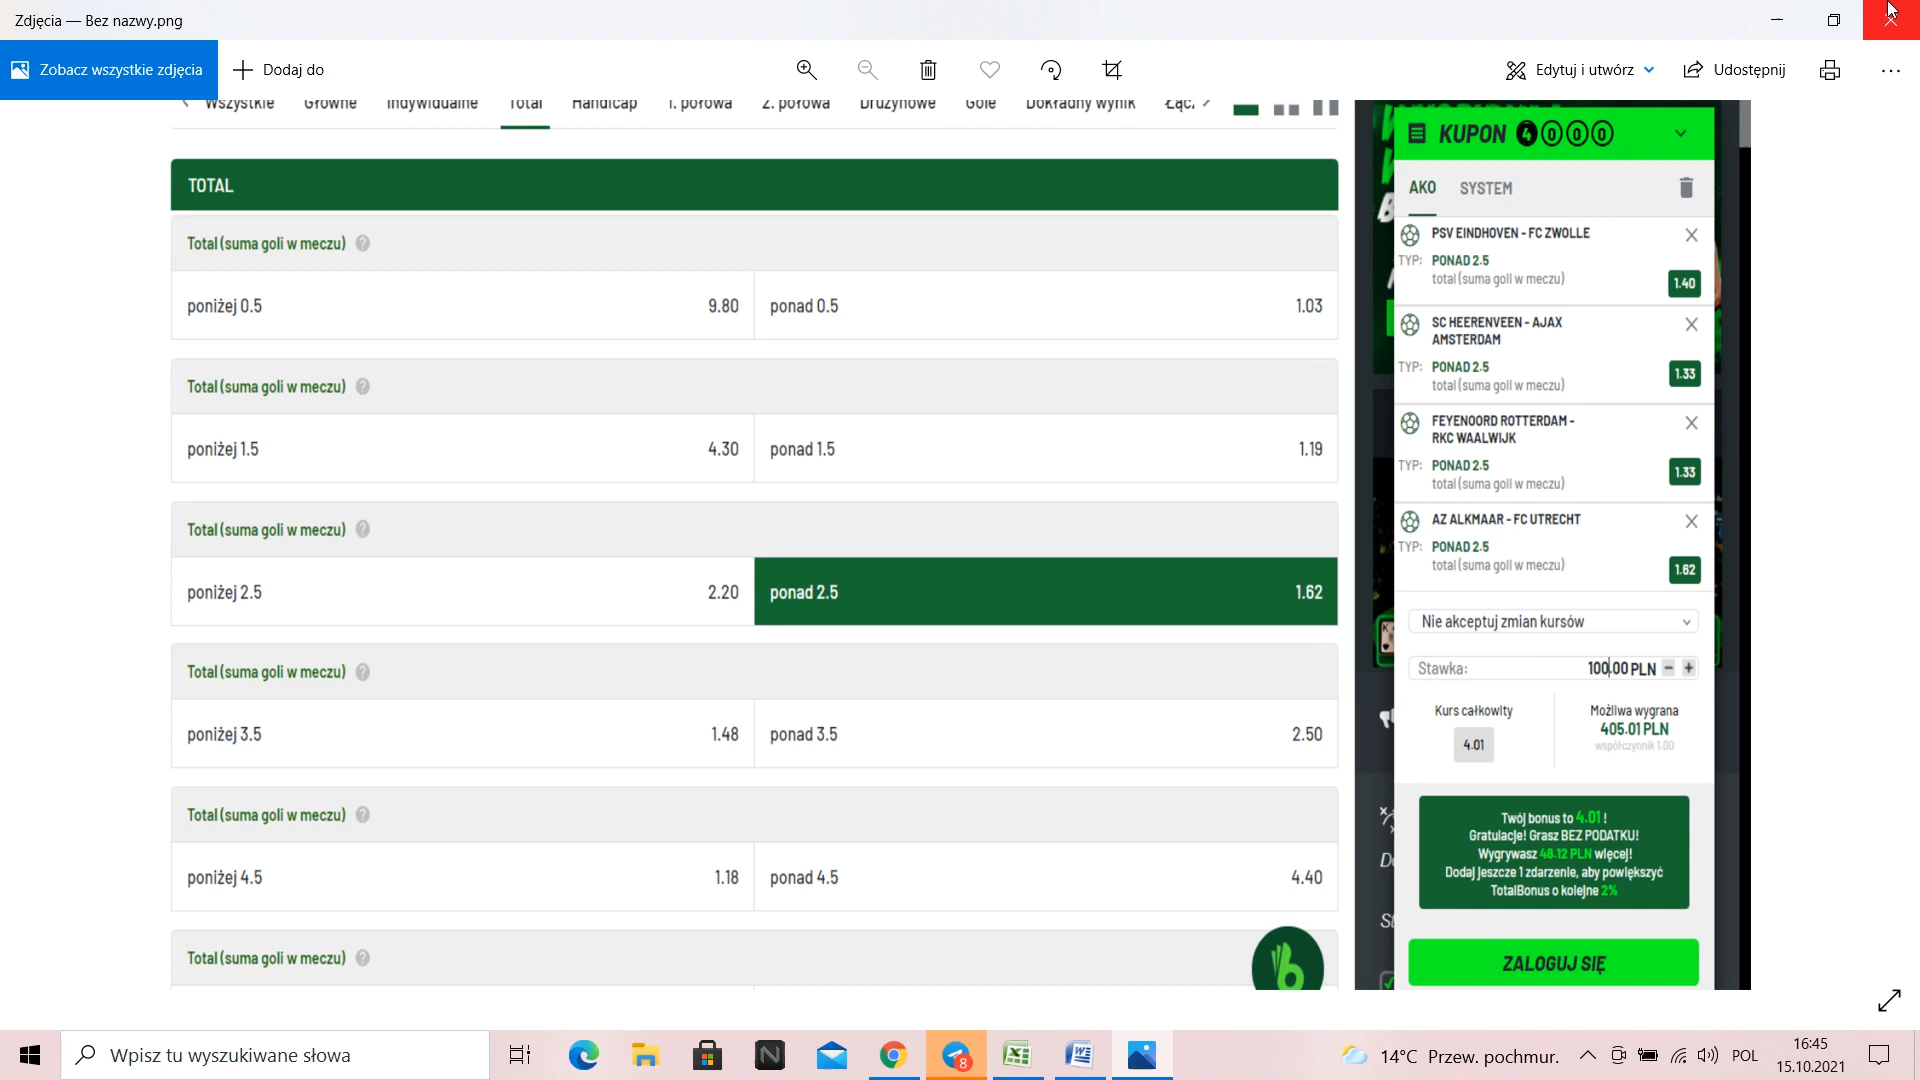 Zdjęcia — Bez nazwy.png
Zobacz wszystkie zdjęcia
Dodaj do
Edytuj i utwórz
Udostępnij
Wszystkie Główne Indywidualne Total Handicap 1. połowa 2. połowa Drużynowe Gole Dokładny wynik
TOTAL
Total (suma goli w meczu) ?
poniżej 0.5 9.80 ponad 0.5 1.03
Total (suma goli w meczu) ?
poniżej 1.5 4.30 ponad 1.5 1.19
Total (suma goli w meczu) ?
poniżej 2.5 2.20 ponad 2.5 1.62
Total (suma goli w meczu) ?
poniżej 3.5 1.48 ponad 3.5 2.50
Total (suma goli w meczu) ?
poniżej 4.5 1.18 ponad 4.5 4.40
Total (suma goli w meczu) ?
KUPON 4 0 0 0
AKO SYSTEM
PSV EINDHOVEN - FC ZWOLLE
TYP: PONAD 2.5
total (suma goli w meczu)
1.40
SC HEERENVEEN - AJAX
AMSTERDAM
TYP: PONAD 2.5
total (suma goli w meczu)
1.33
FEYENOORD ROTTERDAM -
RKC WAALWIJK
TYP: PONAD 2.5
total (suma goli w meczu)
1.33
AZ ALKMAAR - FC UTRECHT
TYP: PONAD 2.5
total (suma goli w meczu)
1.62
Nie akceptuj zmian kursów
Stawka: 100.00 PLN - +
Kurs całkowity
4.01
Możliwa wygrana
405.01 PLN
współczynnik 1.00
Twój bonus to 4.01 !
Gratulacje! Grasz BEZ PODATKU!
Wygrywasz 48.12 PLN więcej!
Dodaj jeszcze 1 zdarzenie, aby powiększyć
TotalBonus o kolejne 2%
ZALOGUJ SIĘ
Wpisz tu wyszukiwane słowa
8
14°C Przew. pochmur.
POL
16:45
15.10.2021